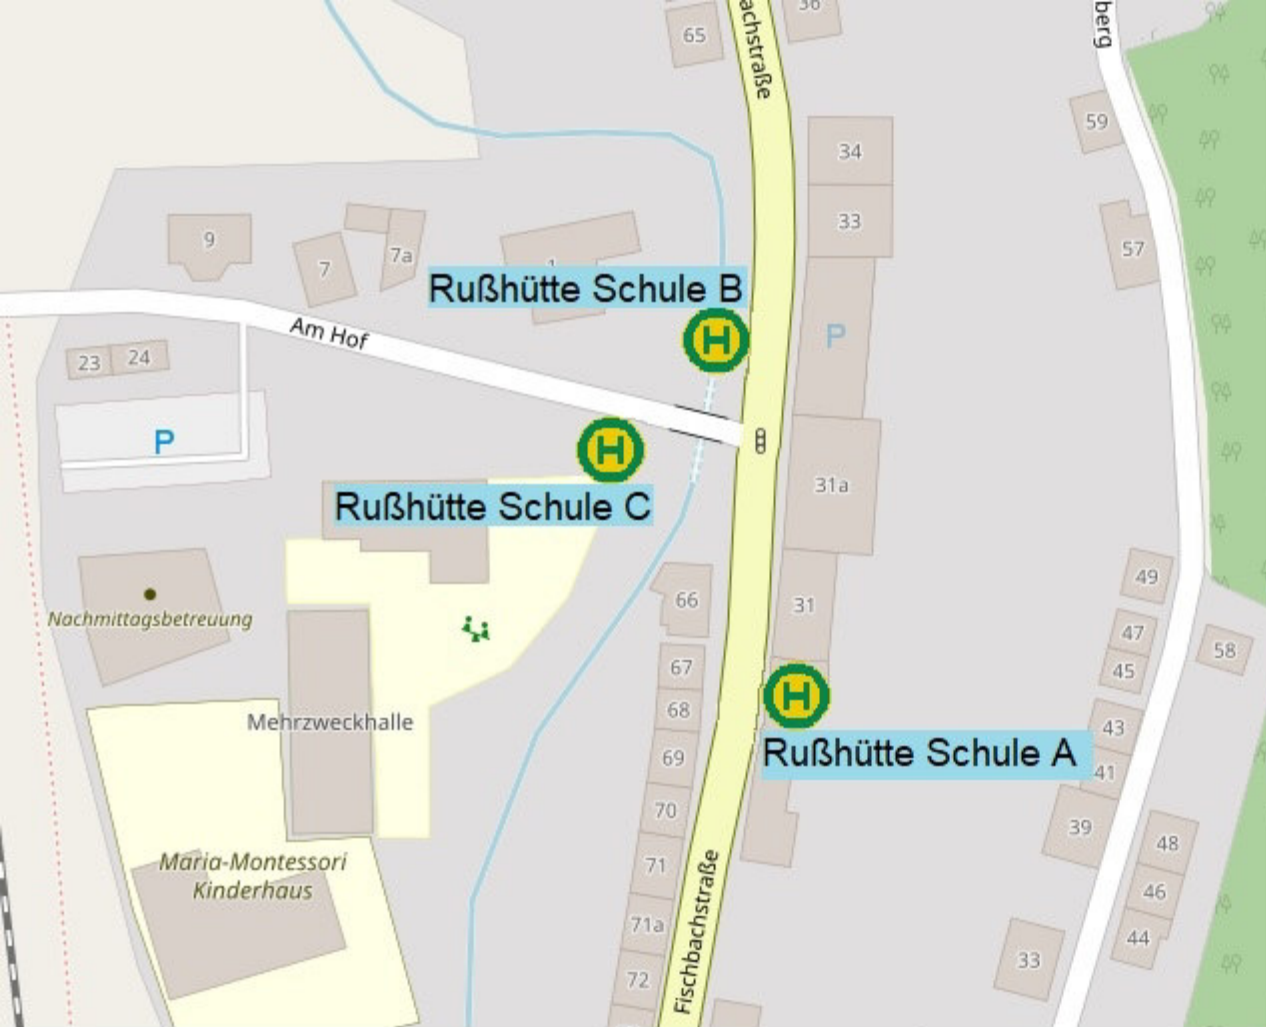 36
65
achstraße
berg
59
34
33
57
9
7
7a
1
Rußhütte Schule B
H
P
Am Hof
23
24
P
H
31a
Rußhütte Schule C
49
Nachmittagsbetreuung
66
31
47
58
45
67
H
68
Mehrzweckhalle
43
Rußhütte Schule A
69
41
70
39
48
Maria-Montessori
Kinderhaus
71
46
Fischbachstraße
71a
44
33
72